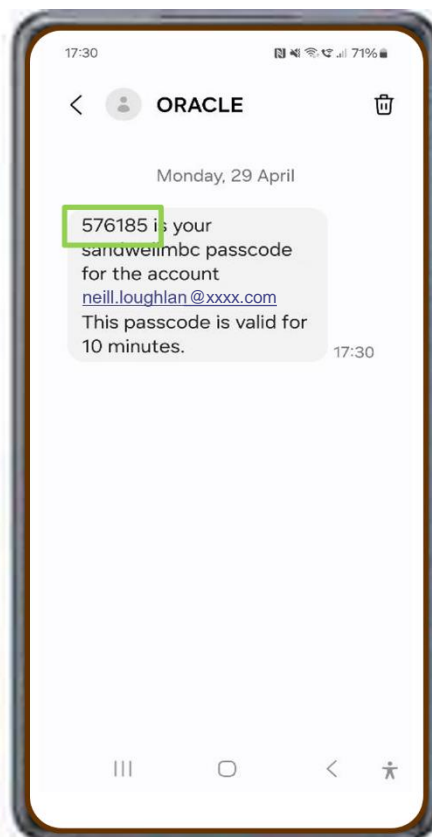 17:30 71%
ORACLE
Monday, 29 April
576185 is your
sandwellmbc passcode
for the account
neill.loughlan@xxxx.com
This passcode is valid for
10 minutes.
17:30